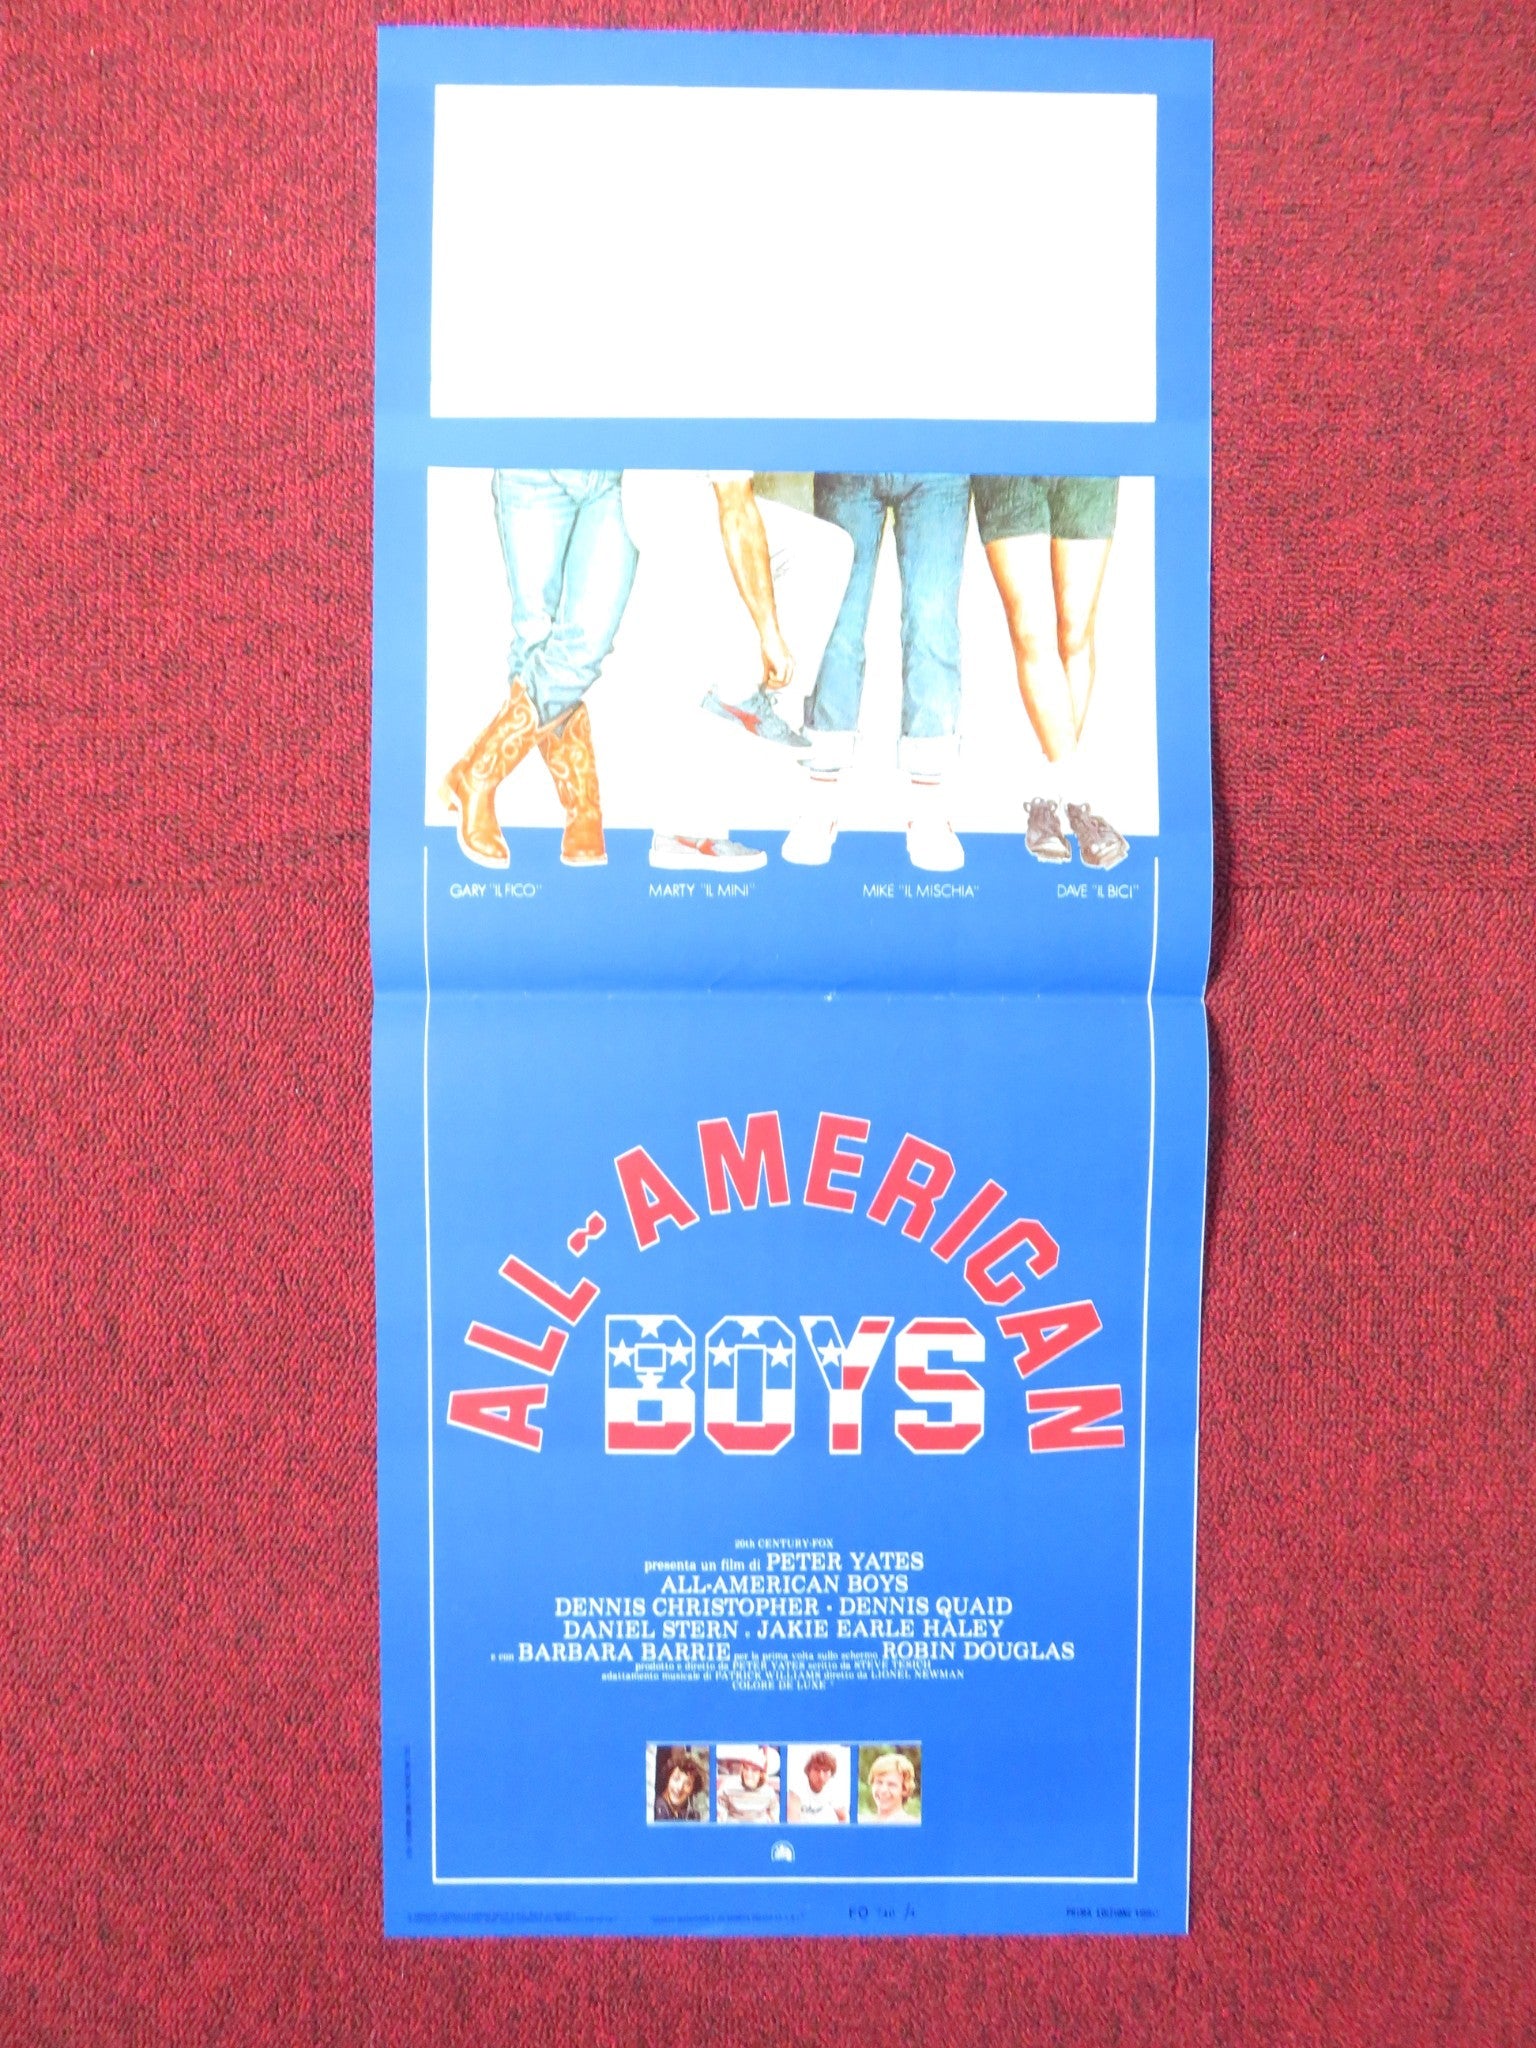 GARY "IL FICO" MARTY "IL MINI" MIKE "IL MISCHIA" DAVE "IL BICI"
ALL-AMERICAN
BOYS
20th CENTURY-FOX
presenta un film di PETER YATES
ALL-AMERICAN BOYS
DENNIS CHRISTOPHER · DENNIS QUAID
DANIEL STERN . JAKIE EARLE HALEY
e con BARBARA BARRIE per la prima volta sullo schermo ROBIN DOUGLAS
prodotto e diretto da PETER YATES scritto da STEVE TESICH
adattamento musicale di PATRICK WILLIAMS diretto da LIONEL NEWMAN
COLORE DE LUXE
PRIMA EDIZIONE